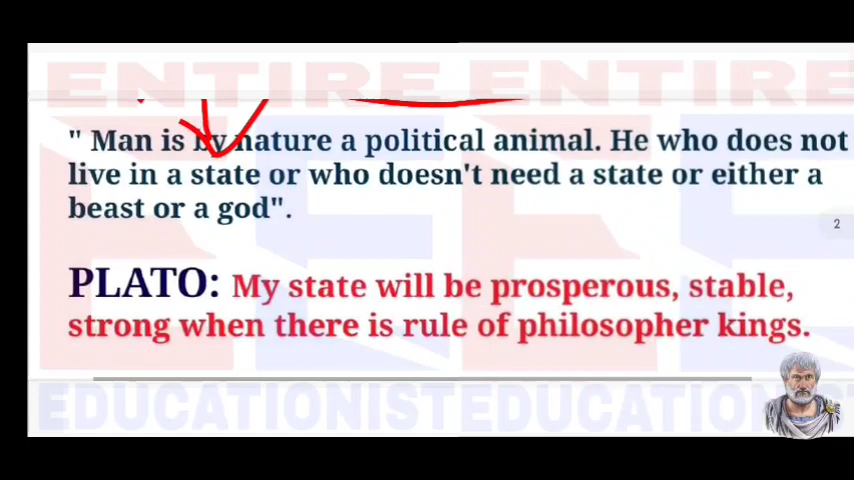 ENTIRE ENTIRE
" Man is by nature a political animal. He who does not
live in a state or who doesn't need a state or either a
beast or a god".
2
PLATO: My state will be prosperous, stable,
strong when there is rule of philosopher kings.
EDUCATIONIST EDUCATIONIST